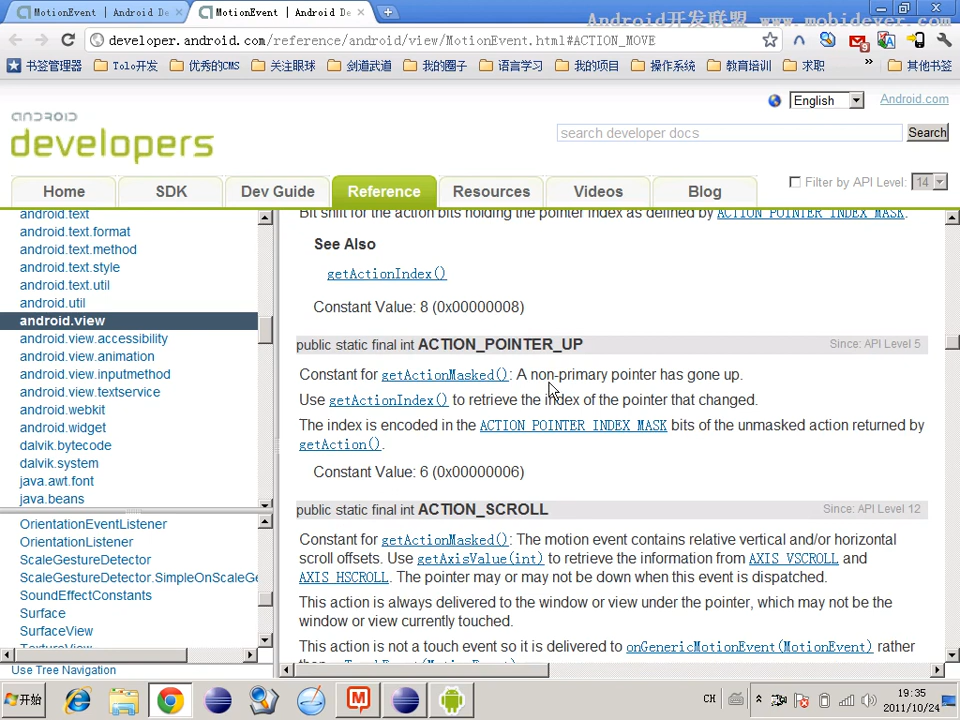 MotionEvent | Android De
MotionEvent | Android De
Android开发联盟 www.mobidever.com
developer.android.com/reference/android/view/MotionEvent.html#ACTION_MOVE
书签管理器 Tolo开发 优秀的CMS 关注眼球 剑道武道 我的圈子 语言学习 我的项目 操作系统 教育培训 求职 » 其他书签
English Android.com
android
developers
search developer docs Search
Home SDK Dev Guide Reference Resources Videos Blog
Filter by API Level: 14
android.text
android.text.format
android.text.method
android.text.style
android.text.util
android.util
android.view
android.view.accessibility
android.view.animation
android.view.inputmethod
android.view.textservice
android.webkit
android.widget
dalvik.bytecode
dalvik.system
java.awt.font
java.beans
OrientationEventListener
OrientationListener
ScaleGestureDetector
ScaleGestureDetector.SimpleOnScaleGe
SoundEffectConstants
Surface
SurfaceView
TextureView
Use Tree Navigation
Bit shift for the action bits holding the pointer index as defined by ACTION_POINTER_INDEX_MASK.
See Also
getActionIndex()
Constant Value: 8 (0x00000008)
public static final int ACTION_POINTER_UP Since: API Level 5
Constant for getActionMasked(): A non-primary pointer has gone up.
Use getActionIndex() to retrieve the index of the pointer that changed.
The index is encoded in the ACTION_POINTER_INDEX_MASK bits of the unmasked action returned by
getAction().
Constant Value: 6 (0x00000006)
public static final int ACTION_SCROLL Since: API Level 12
Constant for getActionMasked(): The motion event contains relative vertical and/or horizontal
scroll offsets. Use getAxisValue(int) to retrieve the information from AXIS_VSCROLL and
AXIS_HSCROLL. The pointer may or may not be down when this event is dispatched.
This action is always delivered to the window or view under the pointer, which may not be the
window or view currently touched.
This action is not a touch event so it is delivered to onGenericMotionEvent(MotionEvent) rather
than onTouchEvent(MotionEvent).
开始
CH
19:35
2011/10/24